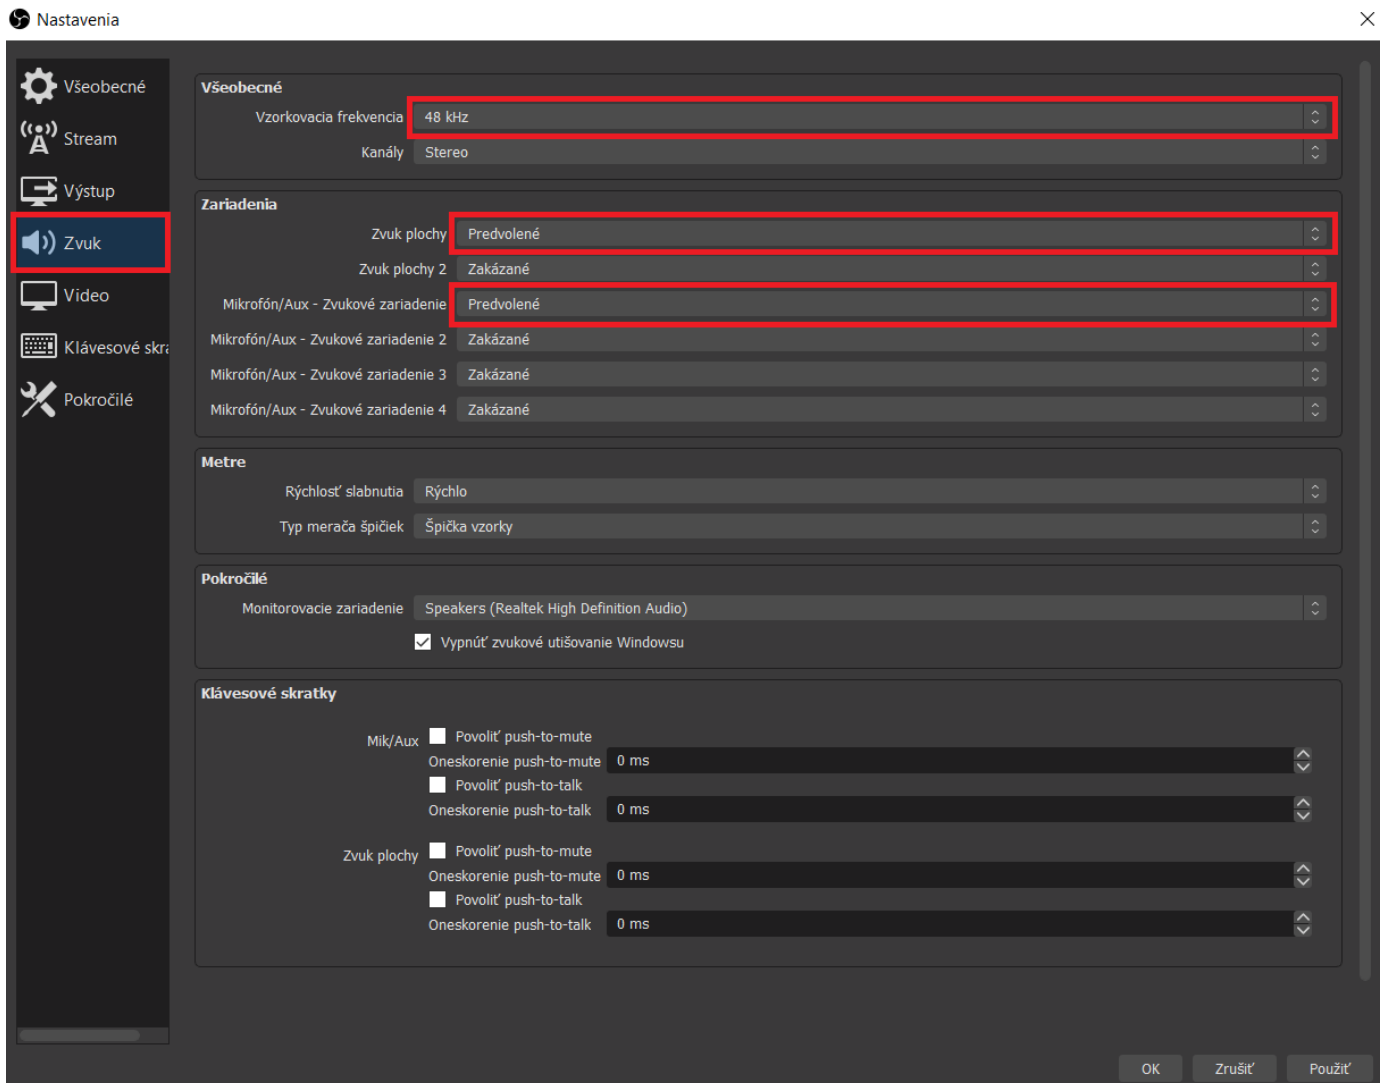 Nastavenia
Všeobecné
Stream
Výstup
Zvuk
Video
Klávesové skra
Pokročilé
Všeobecné
Vzorkovacia frekvencia 48 kHz
Kanály Stereo
Zariadenia
Zvuk plochy Predvolené
Zvuk plochy 2 Zakázané
Mikrofón/Aux - Zvukové zariadenie Predvolené
Mikrofón/Aux - Zvukové zariadenie 2 Zakázané
Mikrofón/Aux - Zvukové zariadenie 3 Zakázané
Mikrofón/Aux - Zvukové zariadenie 4 Zakázané
Metre
Rýchlosť slabnutia Rýchlo
Typ merača špičiek Špička vzorky
Pokročilé
Monitorovacie zariadenie Speakers (Realtek High Definition Audio)
Vypnúť zvukové utišovanie Windowsu
Klávesové skratky
Mik/Aux Povoliť push-to-mute
Oneskorenie push-to-mute 0 ms
Povoliť push-to-talk
Oneskorenie push-to-talk 0 ms
Zvuk plochy Povoliť push-to-mute
Oneskorenie push-to-mute 0 ms
Povoliť push-to-talk
Oneskorenie push-to-talk 0 ms
OK Zrušiť Použiť